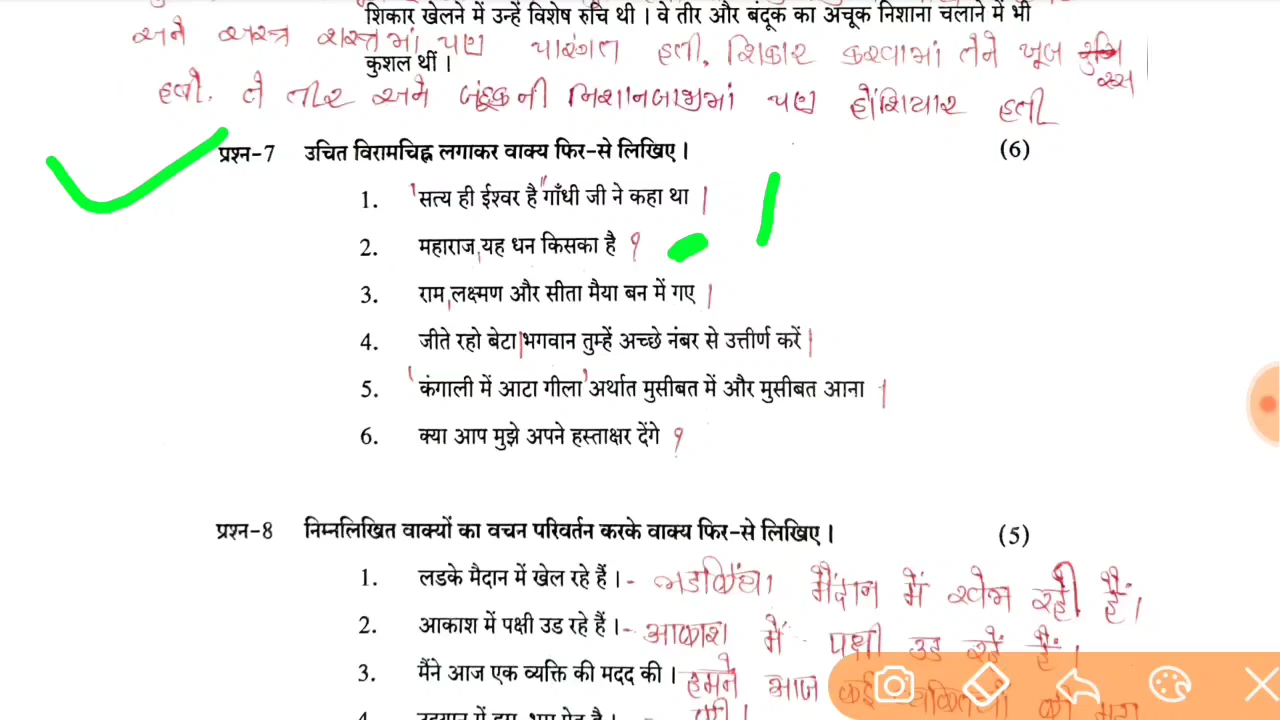 शिकार खेलने में उन्हें विशेष रुचि थी । वे तीर और बंदूक का अचूक निशाना चलाने में भी
અને અસ્ત્ર શસ્ત્રમાં પણ પારંગત હતી. શિકાર કરવામાં તેને ખૂબ
कुशल थीं ।
રસ
હતો. તે તીર અને બંદૂકની નિશાનબાજીમાં પણ હોંશિયાર હતી
प्रश्न-7 उचित विरामचिह्न लगाकर वाक्य फिर-से लिखिए । (6)
1. 'सत्य ही ईश्वर है" गाँधी जी ने कहा था |
2. महाराज, यह धन किसका है ?
3. राम, लक्ष्मण और सीता मैया बन में गए |
4. जीते रहो बेटा | भगवान तुम्हें अच्छे नंबर से उत्तीर्ण करें |
5. 'कंगाली में आटा गीला' अर्थात मुसीबत में और मुसीबत आना |
6. क्या आप मुझे अपने हस्ताक्षर देंगे ?
प्रश्न-8 निम्नलिखित वाक्यों का वचन परिवर्तन करके वाक्य फिर-से लिखिए । (5)
1. लडके मैदान में खेल रहे हैं । - मैदान में खेल रही हैं ।
2. आकाश में पक्षी उड रहे हैं । - आकाश में पक्षी उड रहे हैं ।
3. मैंने आज एक व्यक्ति की मदद की । हमने आज कई